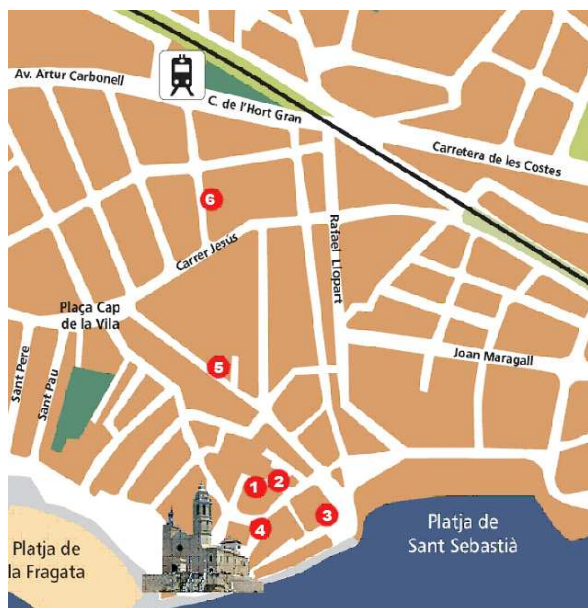 Av. Artur Carbonell
C. de l'Hort Gran
Carretera de les Costes
6
Carrer Jesús
Rafael Llopart
Plaça Cap
de la Vila
Joan Maragall
Sant Pere
Sant Pau
5
1
2
3
4
Platja de
Sant Sebastià
Platja de
la Fragata